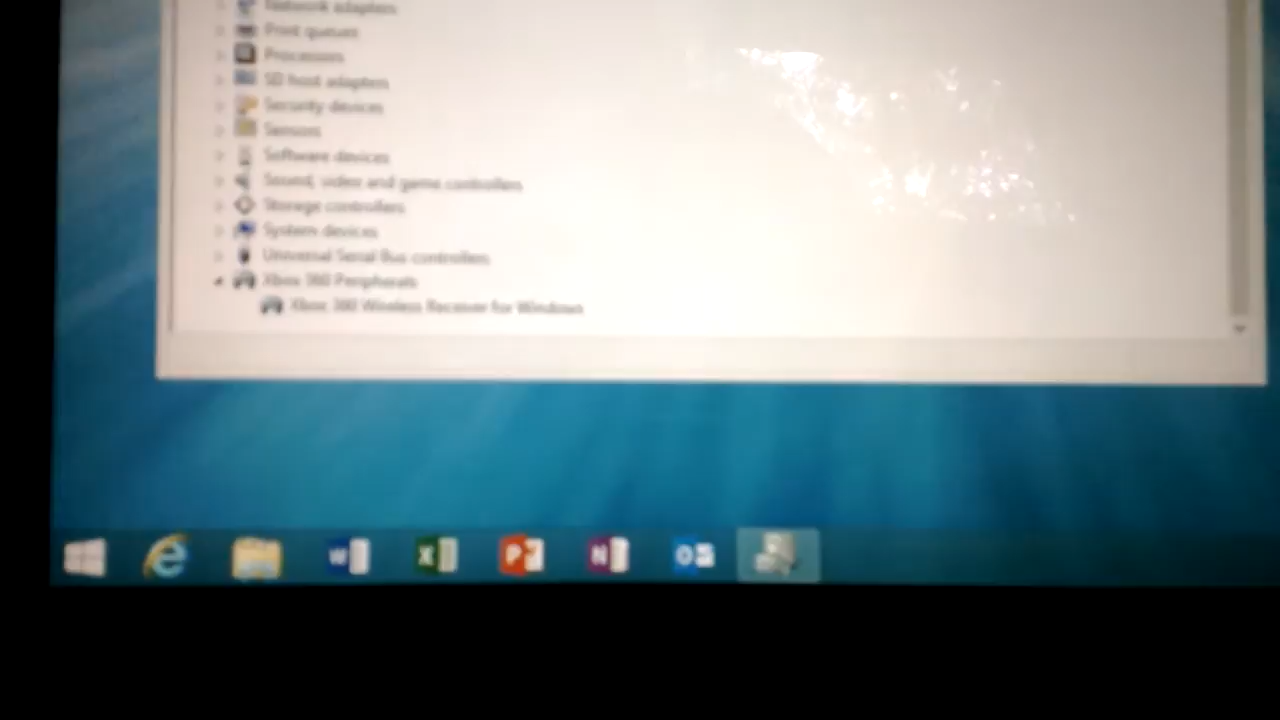 Network adapters
Print queues
Processors
SD host adapters
Security devices
Sensors
Software devices
Sound, video and game controllers
Storage controllers
System devices
Universal Serial Bus controllers
Xbox 360 Peripherals
Xbox 360 Wireless Receiver for Windows
W X P N O